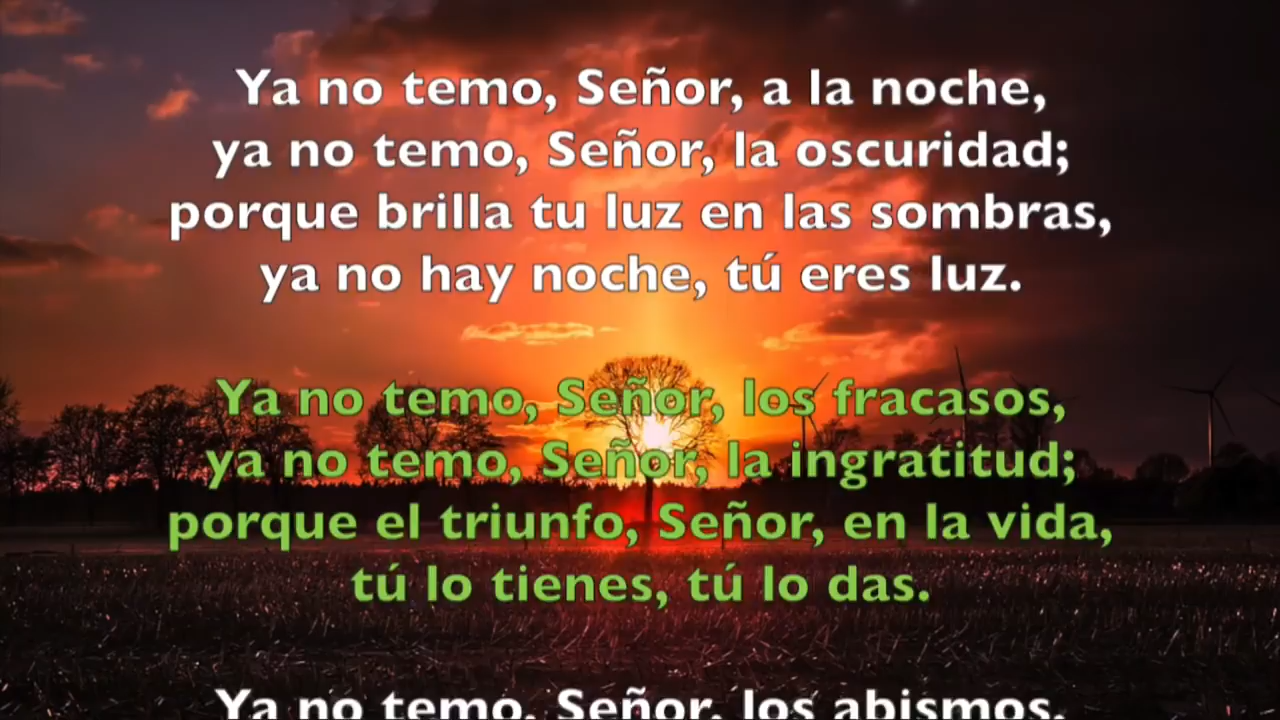 Ya no temo, Señor, a la noche,
ya no temo, Señor, la oscuridad;
porque brilla tu luz en las sombras,
ya no hay noche, tú eres luz.
Ya no temo, Señor, los fracasos,
ya no temo, Señor, la ingratitud;
porque el triunfo, Señor, en la vida,
tú lo tienes, tú lo das.
Ya no temo, Señor, los abismos,